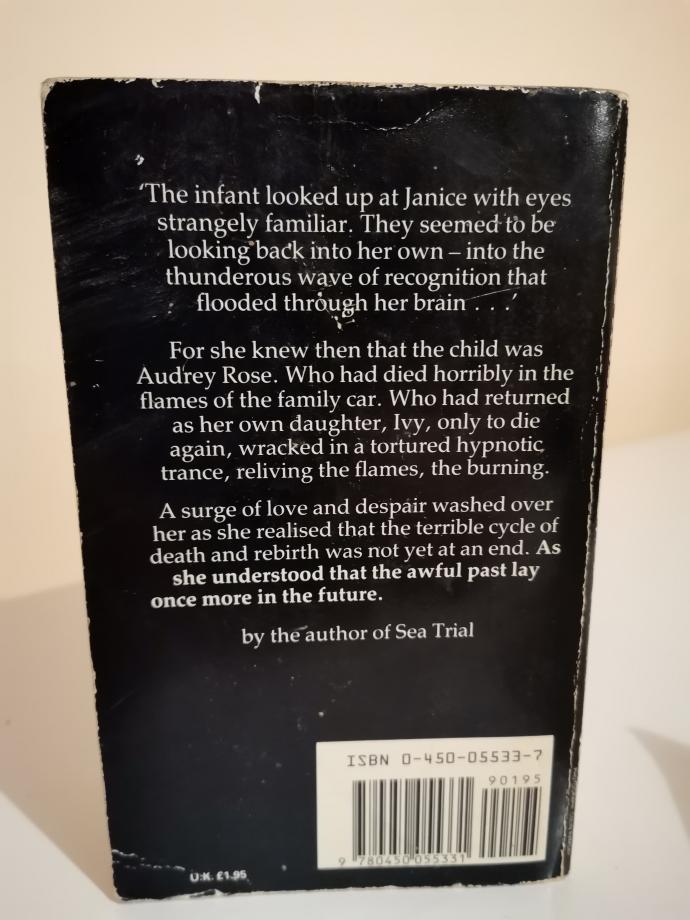 ‘The infant looked up at Janice with eyes
strangely familiar. They seemed to be
looking back into her own – into the
thunderous wave of recognition that
flooded through her brain . . .’
For she knew then that the child was
Audrey Rose. Who had died horribly in the
flames of the family car. Who had returned
as her own daughter, Ivy, only to die
again, wracked in a tortured hypnotic
trance, reliving the flames, the burning.
A surge of love and despair washed over
her as she realised that the terrible cycle of
death and rebirth was not yet at an end. As
she understood that the awful past lay
once more in the future.
by the author of Sea Trial
ISBN 0-450-05533-7
90195
9 780450 055331
U.K. £1.95